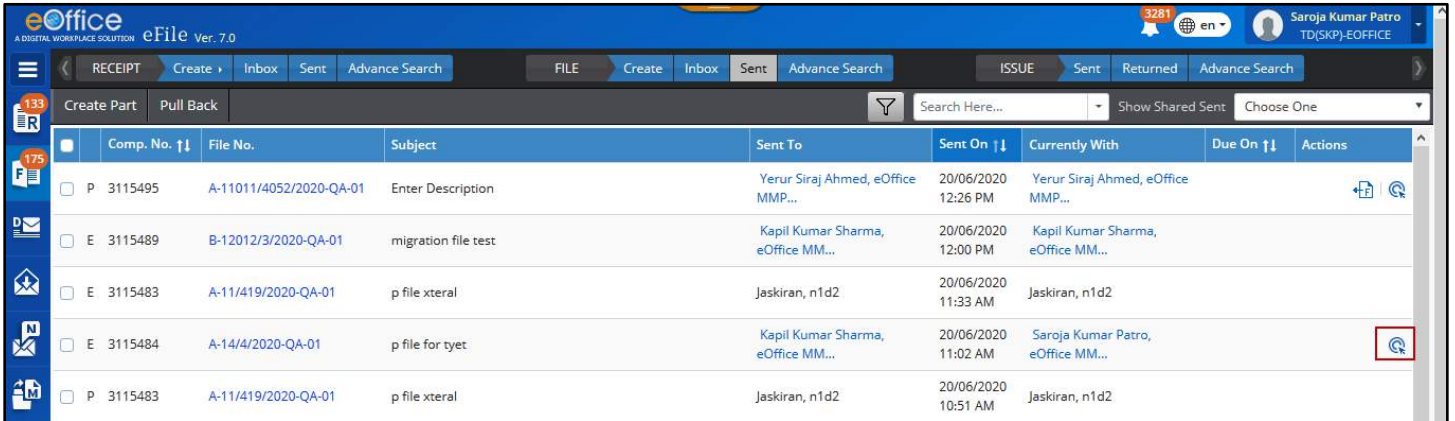 eOffice
A DIGITAL WORKPLACE SOLUTION eFile Ver. 7.0
3281
en
Saroja Kumar Patro
TD(SKP)-EOFFICE
RECEIPT Create Inbox Sent Advance Search FILE Create Inbox Sent Advance Search ISSUE Sent Returned Advance Search
133
R
Create Part Pull Back Search Here... Show Shared Sent Choose One
Comp. No. File No. Subject Sent To Sent On Currently With Due On Actions
175
F
P 3115495 A-11011/4052/2020-QA-01 Enter Description Yerur Siraj Ahmed, eOffice MMP... 20/06/2020 12:26 PM Yerur Siraj Ahmed, eOffice MMP... F
D
E 3115489 B-12012/3/2020-QA-01 migration file test Kapil Kumar Sharma, eOffice MM... 20/06/2020 12:00 PM Kapil Kumar Sharma, eOffice MM...
E 3115483 A-11/419/2020-QA-01 p file xteral Jaskiran, n1d2 20/06/2020 11:33 AM
N
E 3115484 A-14/4/2020-QA-01 p file for tyet Kapil Kumar Sharma, eOffice MM... 20/06/2020 11:02 AM Saroja Kumar Patro, eOffice MM...
M
P 3115483 A-11/419/2020-QA-01 p file xteral Jaskiran, n1d2 20/06/2020 10:51 AM Jaskiran, n1d2